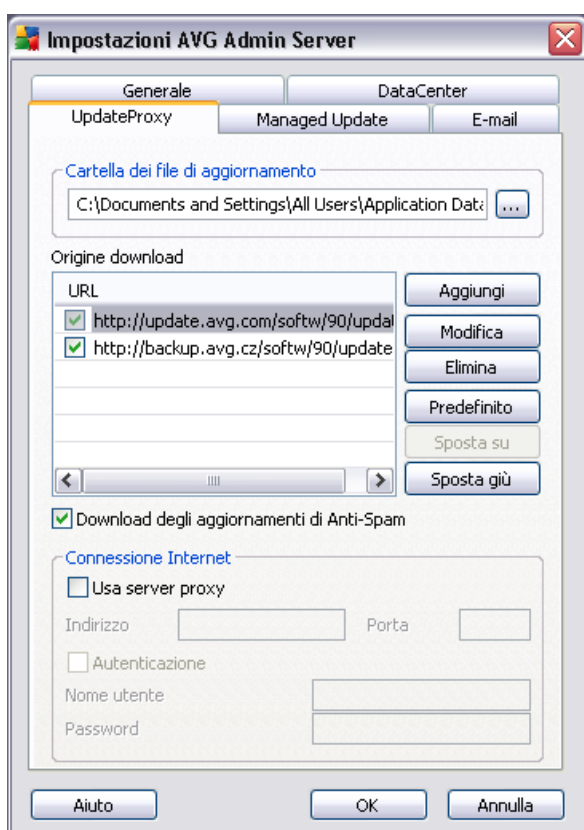 Impostazioni AVG Admin Server
Generale
DataCenter
UpdateProxy
Managed Update
E-mail
Cartella dei file di aggiornamento
C:\Documents and Settings\All Users\Application Data
...
Origine download
URL
http://update.avg.com/softw/90/updat
http://backup.avg.cz/softw/90/update
Aggiungi
Modifica
Elimina
Predefinito
Sposta su
Sposta giù
Download degli aggiornamenti di Anti-Spam
Connessione Internet
Usa server proxy
Indirizzo
Porta
Autenticazione
Nome utente
Password
Aiuto
OK
Annulla